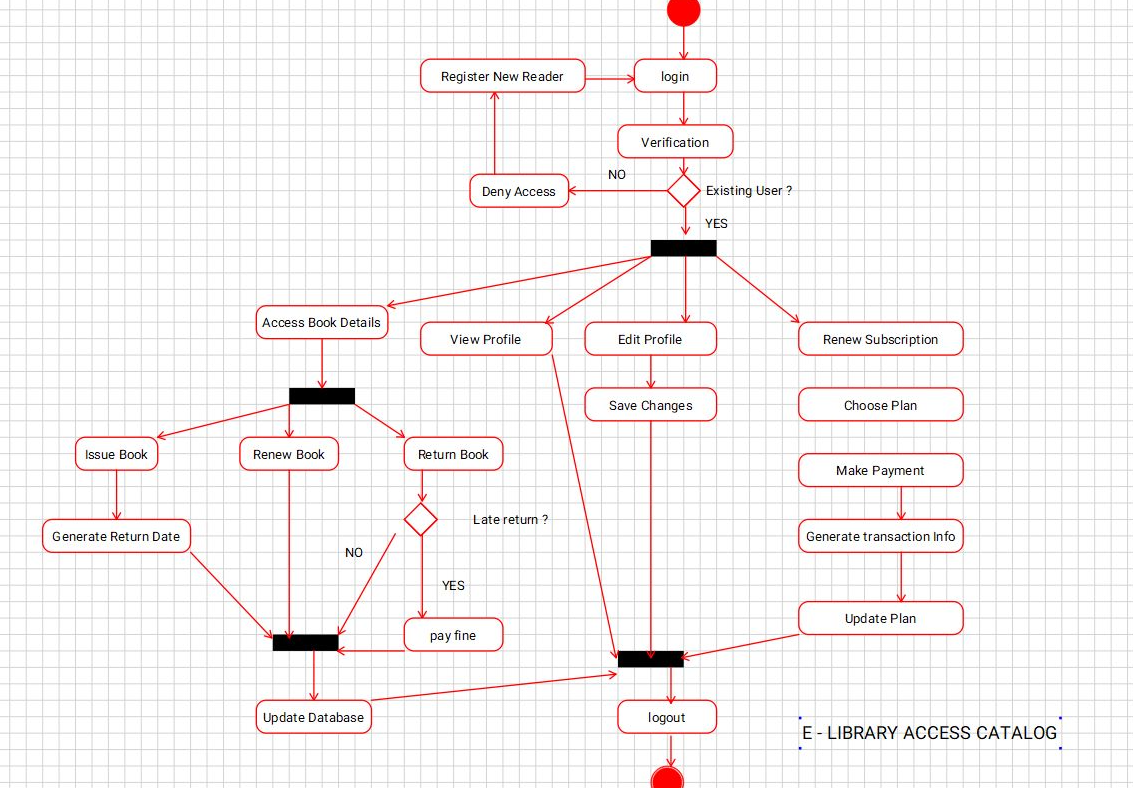 Register New Reader
login
Verification
NO
Deny Access
Existing User ?
YES
Access Book Details
View Profile
Edit Profile
Renew Subscription
Save Changes
Choose Plan
Issue Book
Renew Book
Return Book
Make Payment
Generate Return Date
Late return ?
Generate transaction Info
NO
YES
pay fine
Update Plan
Update Database
logout
E - LIBRARY ACCESS CATALOG